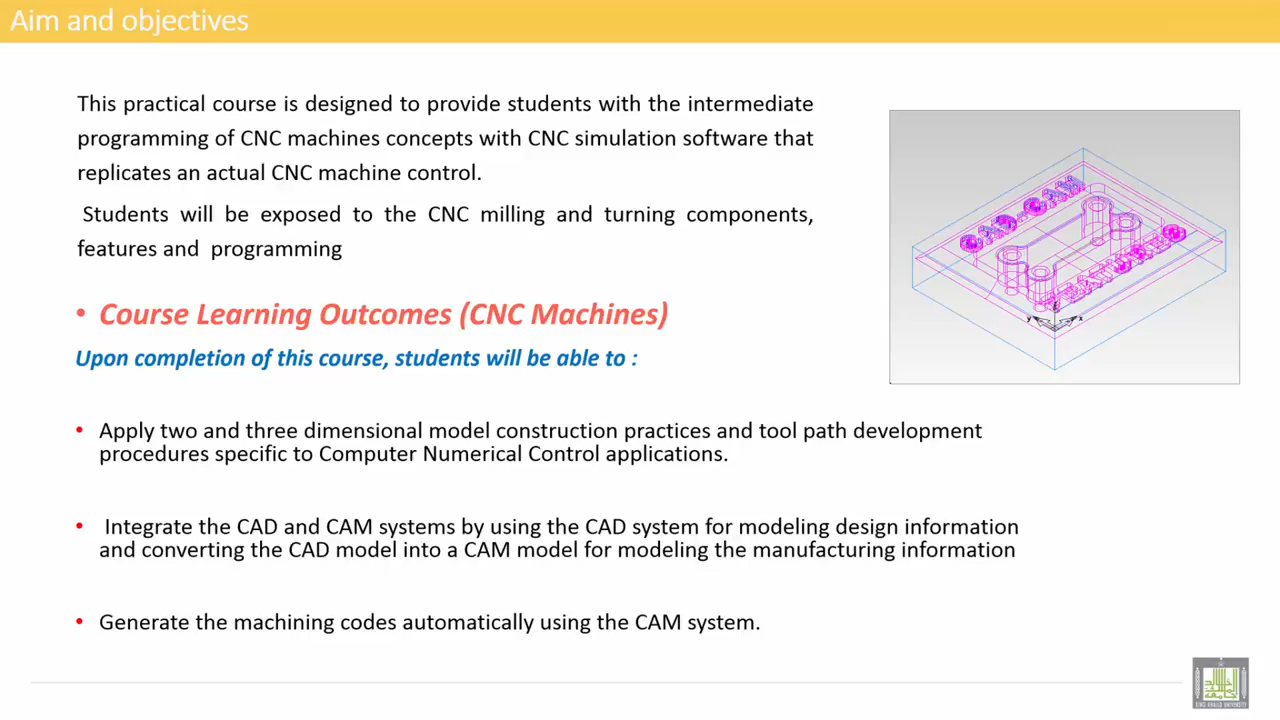 Aim and objectives
This practical course is designed to provide students with the intermediate
programming of CNC machines concepts with CNC simulation software that
replicates an actual CNC machine control.
Students will be exposed to the CNC milling and turning components,
features and programming
• Course Learning Outcomes (CNC Machines)
Upon completion of this course, students will be able to :
• Apply two and three dimensional model construction practices and tool path development
procedures specific to Computer Numerical Control applications.
• Integrate the CAD and CAM systems by using the CAD system for modeling design information
and converting the CAD model into a CAM model for modeling the manufacturing information
• Generate the machining codes automatically using the CAM system.
CAD-CAM
Y
X
KING KHALID UNIVERSITY